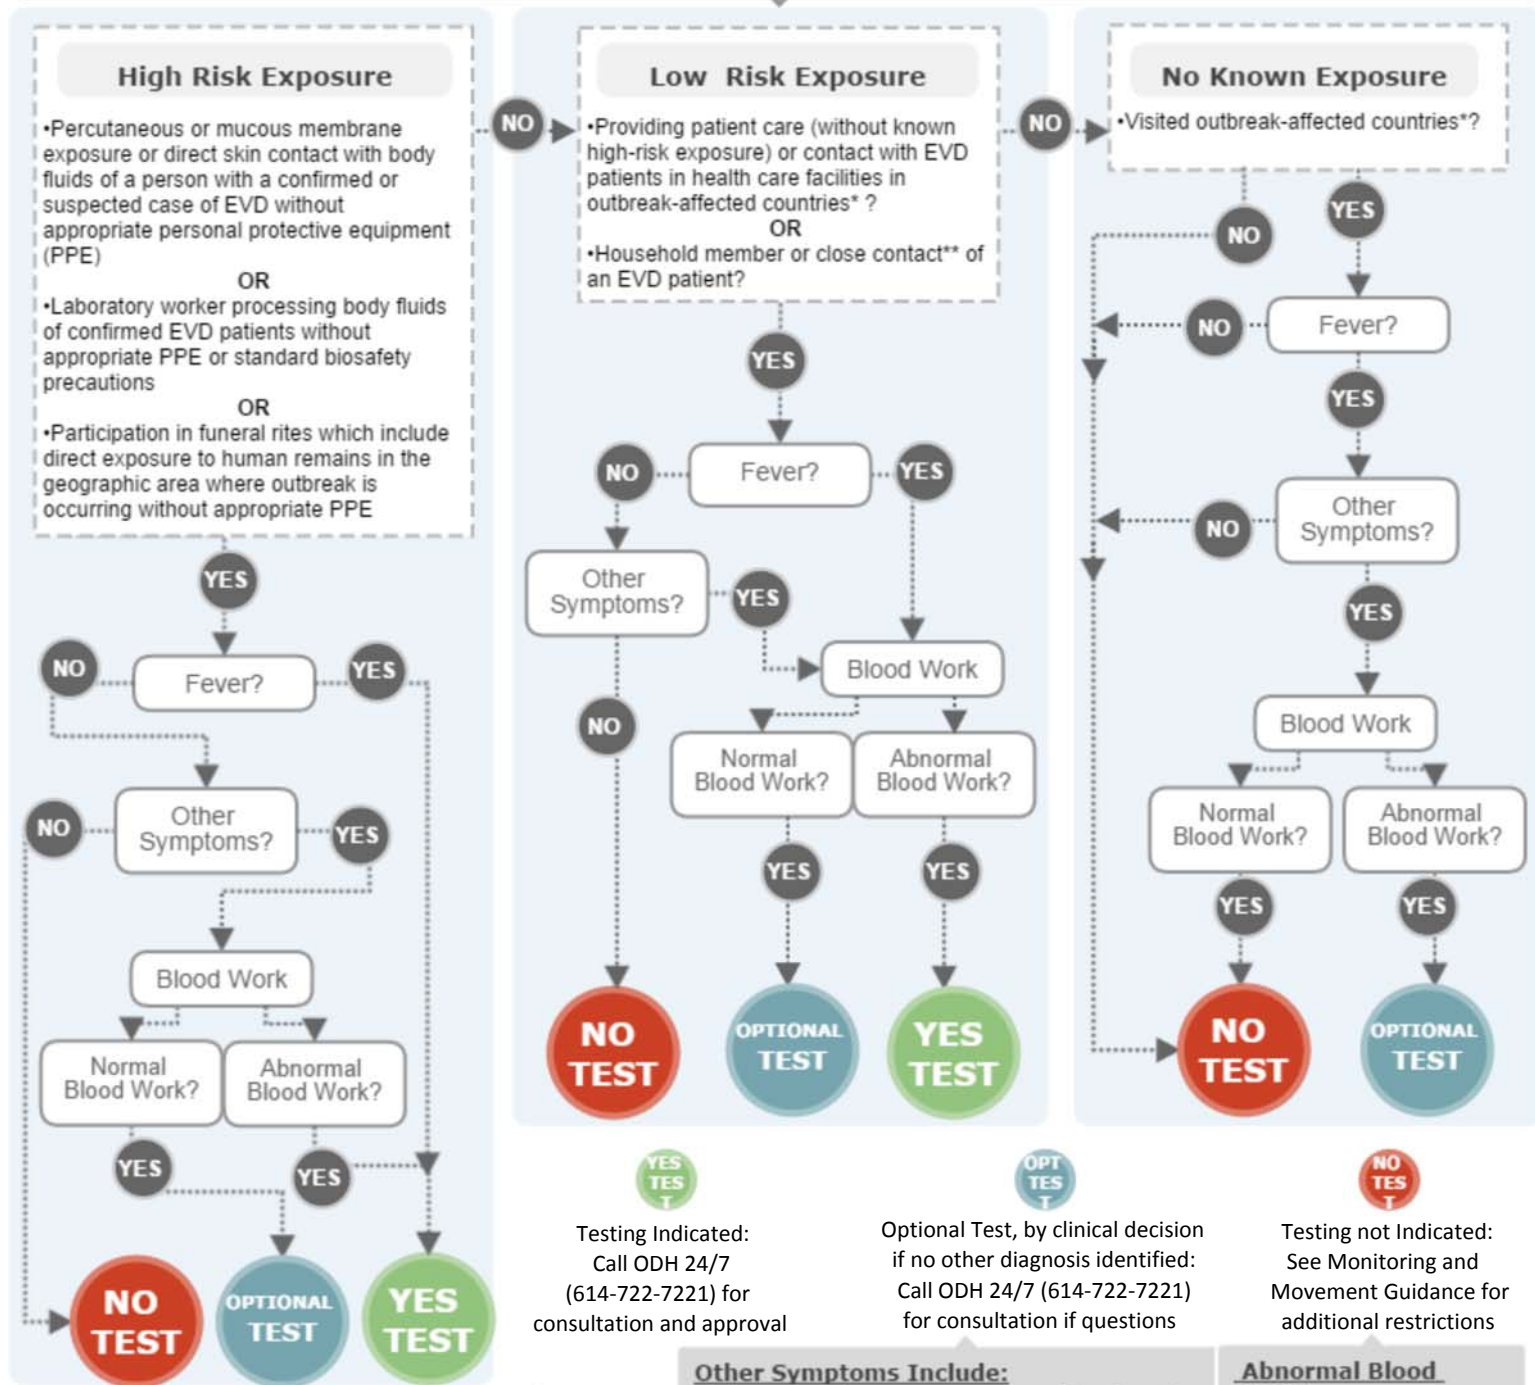 High Risk Exposure
•Percutaneous or mucous membrane
exposure or direct skin contact with body
fluids of a person with a confirmed or
suspected case of EVD without
appropriate personal protective equipment
(PPE)
OR
•Laboratory worker processing body fluids
of confirmed EVD patients without
appropriate PPE or standard biosafety
precautions
OR
•Participation in funeral rites which include
direct exposure to human remains in the
geographic area where outbreak is
occurring without appropriate PPE
YES
NO
Fever?
YES
NO
Other
Symptoms?
YES
Blood Work
Normal
Blood Work?
Abnormal
Blood Work?
YES
YES
NO
TEST
OPTIONAL
TEST
YES
TEST
NO
Low Risk Exposure
•Providing patient care (without known
high-risk exposure) or contact with EVD
patients in health care facilities in
outbreak-affected countries* ?
OR
•Household member or close contact** of
an EVD patient?
YES
NO
Fever?
YES
Other
Symptoms?
YES
NO
Blood Work
Normal
Blood Work?
Abnormal
Blood Work?
YES
YES
NO
TEST
OPTIONAL
TEST
YES
TEST
NO
No Known Exposure
•Visited outbreak-affected countries*?
NO
YES
NO
Fever?
YES
NO
Other
Symptoms?
YES
Blood Work
Normal
Blood Work?
Abnormal
Blood Work?
YES
YES
NO
TEST
OPTIONAL
TEST
YES
TES
T
Testing Indicated:
Call ODH 24/7
(614-722-7221) for
consultation and approval
OPT
TES
T
Optional Test, by clinical decision
if no other diagnosis identified:
Call ODH 24/7 (614-722-7221)
for consultation if questions
NO
TES
T
Testing not Indicated:
See Monitoring and
Movement Guidance for
additional restrictions
Other Symptoms Include:
Abnormal Blood